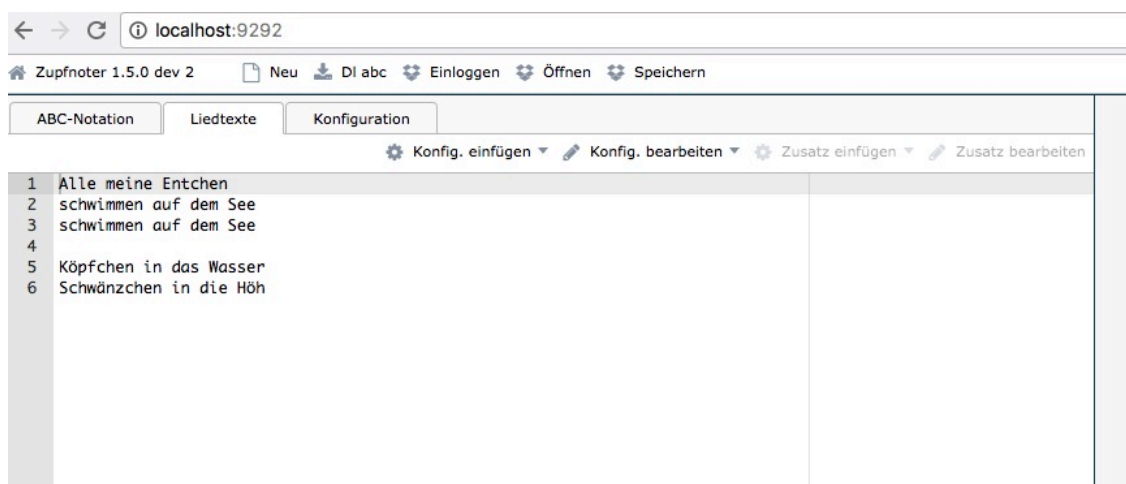 localhost:9292
Zupfnoter 1.5.0 dev 2 Neu Dl abc Einloggen Öffnen Speichern
ABC-Notation Liedtexte Konfiguration
Konfig. einfügen Konfig. bearbeiten Zusatz einfügen Zusatz bearbeiten
1 Alle meine Entchen
2 schwimmen auf dem See
3 schwimmen auf dem See
4
5 Köpfchen in das Wasser
6 Schwänzchen in die Höh